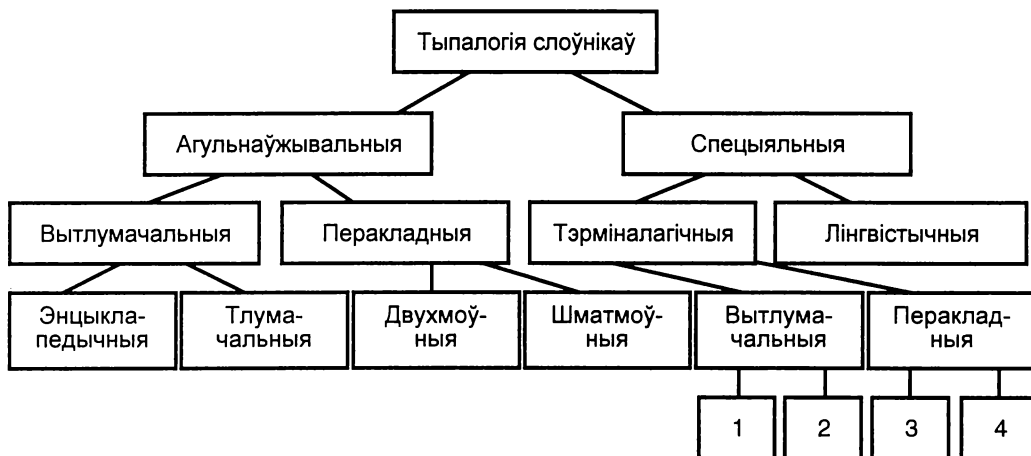 Тыпалогія слоўнікаў
Агульнаўжывальныя
Спецыяльныя
Вытлумачальныя
Перакладныя
Тэрміналагічныя
Лінгвістычныя
Энцыкла-
педычныя
Тлума-
чальныя
Двухмоў-
ныя
Шматмоў-
ныя
Вытлума-
чальныя
Пераклад-
ныя
1
2
3
4